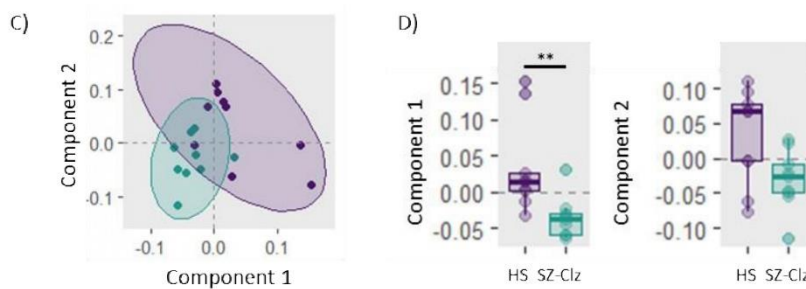 C)
Component 2
0.2
0.1
0.0
-0.1
-0.1
0.0
0.1
Component 1
D)
Component 1
**
0.15
0.10
0.05
0.00
-0.05
HS SZ-Clz
Component 2
0.10
0.05
0.00
-0.05
-0.10
HS SZ-Clz